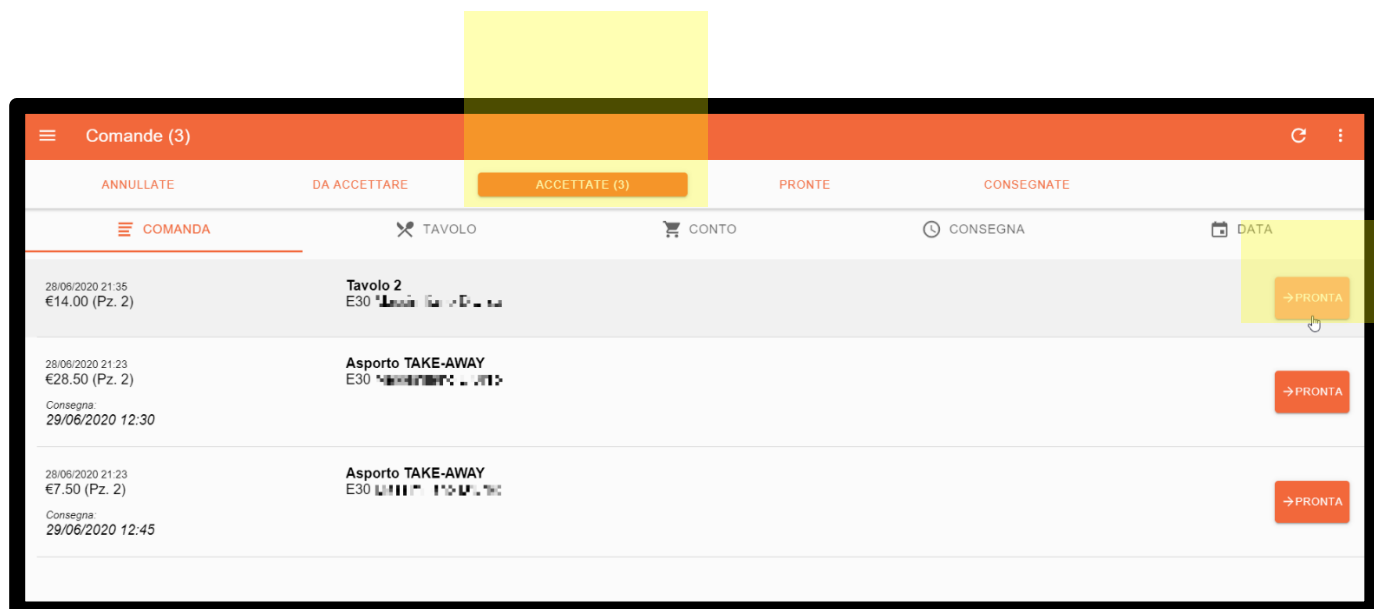 Comande (3)
ANNULLATE DA ACCETTARE ACCETTATE (3) PRONTE CONSEGNATE
COMANDA TAVOLO CONTO CONSEGNA DATA
28/06/2020 21:35
€14.00 (Pz. 2)
Tavolo 2
E30
→PRONTA
28/06/2020 21:23
€28.50 (Pz. 2)
Consegna:
29/06/2020 12:30
Asporto TAKE-AWAY
E30
→PRONTA
28/06/2020 21:23
€7.50 (Pz. 2)
Consegna:
29/06/2020 12:45
Asporto TAKE-AWAY
E30
→PRONTA